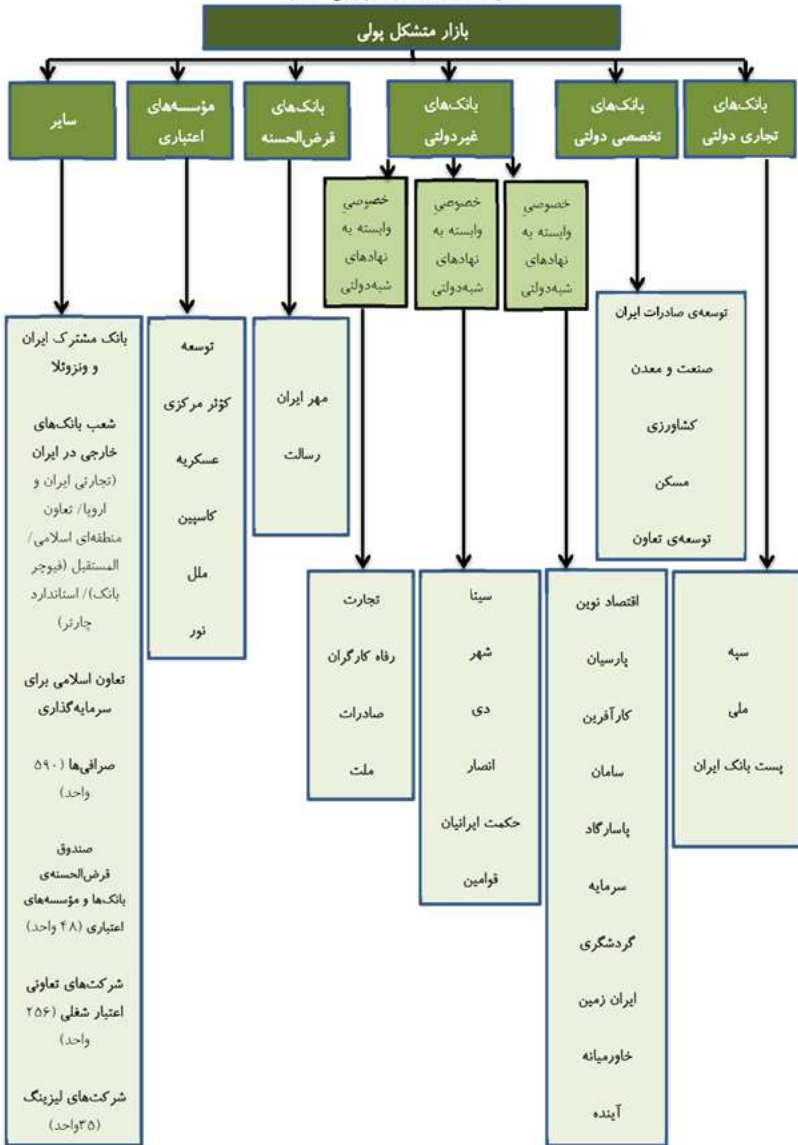 بازار متشکل پولی
بانک‌های
تجاری دولتی
بانک‌های
تخصصی دولتی
بانک‌های
غیردولتی
بانک‌های
قرض‌الحسنه
مؤسسه‌های
اعتباری
سایر
خصوصیِ
وابسته به
نهادهای
شبه‌دولتی
خصوصیِ
وابسته به
نهادهای
شبه‌دولتی
خصوصیِ
وابسته به
نهادهای
شبه‌دولتی
سپه
ملی
پست بانک ایران
توسعه‌ی صادرات ایران
صنعت و معدن
کشاورزی
مسکن
توسعه‌ی تعاون
اقتصاد نوین
پارسیان
کارآفرین
سامان
پاسارگاد
سرمایه
گردشگری
ایران زمین
خاورمیانه
آینده
سینا
شهر
دی
انصار
حکمت ایرانیان
قوامین
تجارت
رفاه کارگران
صادرات
ملت
مهر ایران
رسالت
توسعه
کوثر مرکزی
عسکریه
کاسپین
ملل
نور
بانک مشترک ایران
و ونزوئلا
شعب بانک‌های
خارجی در ایران
(تجارتی ایران و
اروپا/ تعاون
منطقه‌ای اسلامی/
المستقبل (فیوچر
بانک)/ استاندارد
چارتر)
تعاون اسلامی برای
سرمایه‌گذاری
صرافی‌ها (۵۹۰
واحد)
صندوق
قرض‌الحسنه‌ی
بانک‌ها و مؤسسه‌های
اعتباری (۴۸ واحد)
شرکت‌های تعاونی
اعتبار شغلی (۲۵۶
واحد)
شرکت‌های لیزینگ
(۳۵واحد)